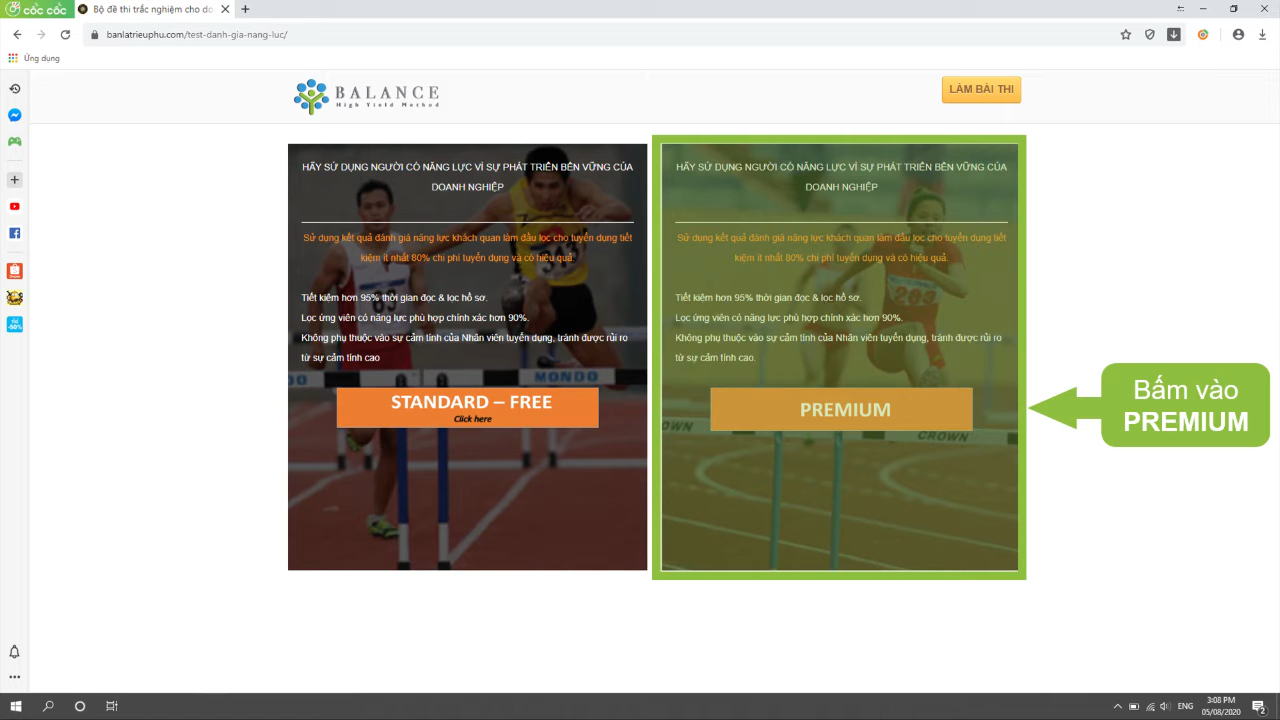 cốc cốc
Bộ đề thi trắc nghiệm cho do
banlatrieuphu.com/test-danh-gia-nang-luc/
Ứng dụng
BALANCE
High Yield Method
LÀM BÀI THI
HÃY SỬ DỤNG NGƯỜI CÓ NĂNG LỰC VÌ SỰ PHÁT TRIỂN BỀN VỮNG CỦA
DOANH NGHIỆP
Sử dụng kết quả đánh giá năng lực khách quan làm đầu lọc cho tuyển dụng tiết
kiệm ít nhất 80% chi phí tuyển dụng và có hiệu quả.
Tiết kiệm hơn 95% thời gian đọc & lọc hồ sơ.
Lọc ứng viên có năng lực phù hợp chính xác hơn 90%.
Không phụ thuộc vào sự cảm tính của Nhân viên tuyển dụng, tránh được rủi ro
từ sự cảm tính cao
MONDO
STANDARD – FREE
Click here
HÃY SỬ DỤNG NGƯỜI CÓ NĂNG LỰC VÌ SỰ PHÁT TRIỂN BỀN VỮNG CỦA
DOANH NGHIỆP
Sử dụng kết quả đánh giá năng lực khách quan làm đầu lọc cho tuyển dụng tiết
kiệm ít nhất 80% chi phí tuyển dụng và có hiệu quả.
263
Tiết kiệm hơn 95% thời gian đọc & lọc hồ sơ.
Lọc ứng viên có năng lực phù hợp chính xác hơn 90%.
Không phụ thuộc vào sự cảm tính của Nhân viên tuyển dụng, tránh được rủi ro
từ sự cảm tính cao.
PREMIUM
CROWN
Bấm vào
PREMIUM
-50%
ENG
3:08 PM
05/08/2020
2